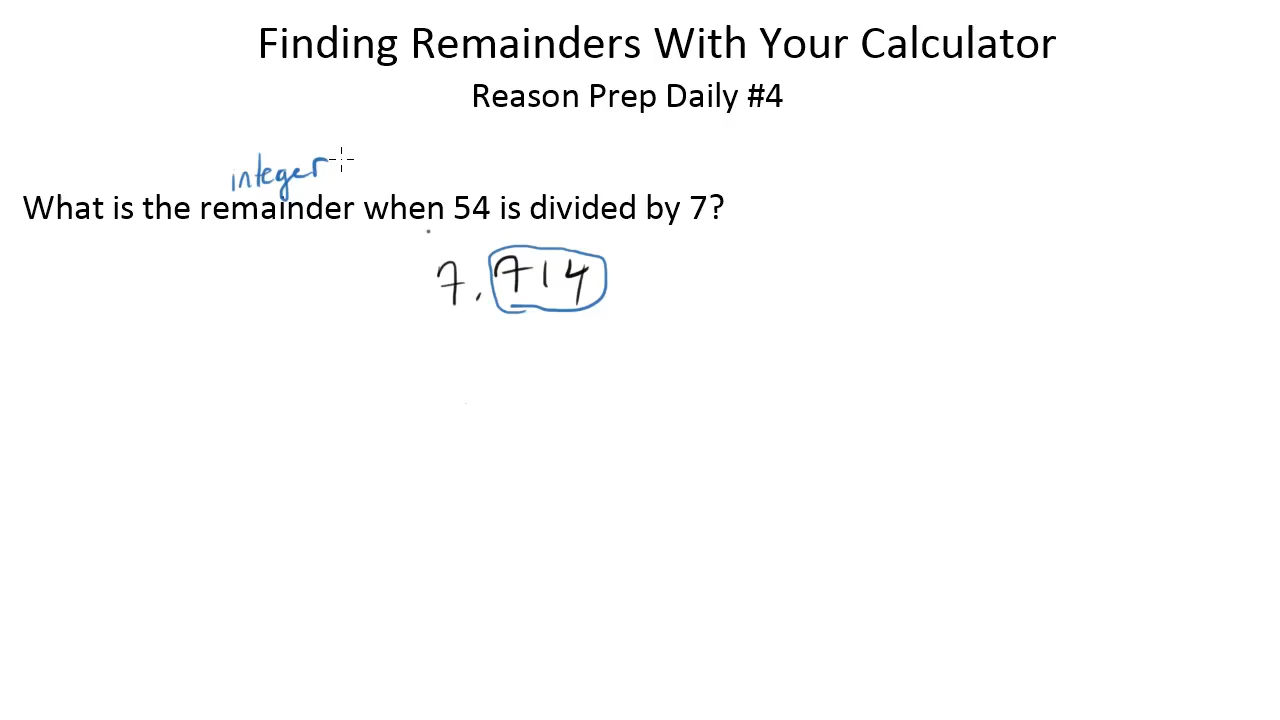 Finding Remainders With Your Calculator
Reason Prep Daily #4
integer
What is the remainder when 54 is divided by 7?
7.714